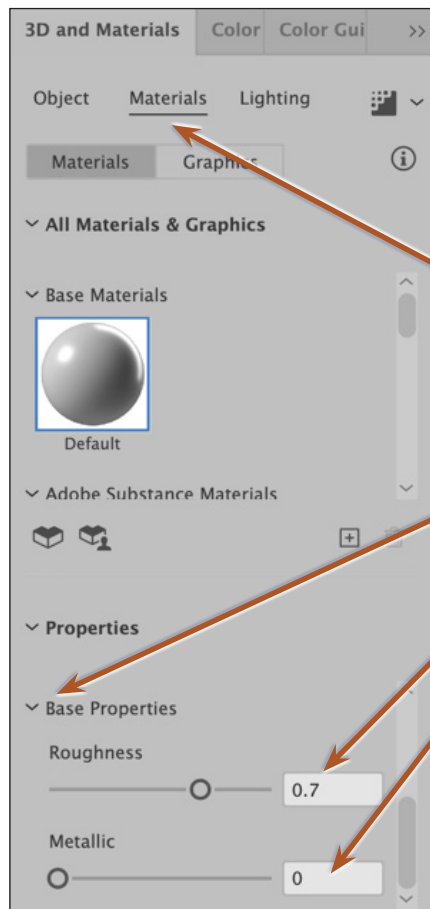 3D and Materials Color Color Gui >>
Object Materials Lighting
Materials Graphics
All Materials & Graphics
Base Materials
Default
Adobe Substance Materials
Properties
Base Properties
Roughness
0.7
Metallic
0